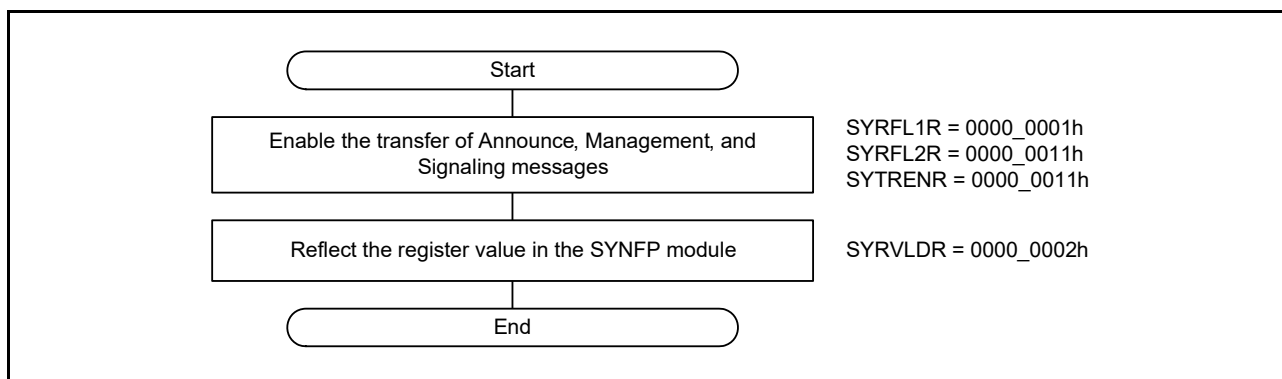 Start
Enable the transfer of Announce, Management, and
Signaling messages
SYRFL1R = 0000_0001h
SYRFL2R = 0000_0011h
SYTRENR = 0000_0011h
Reflect the register value in the SYNFP module
SYRVLDR = 0000_0002h
End